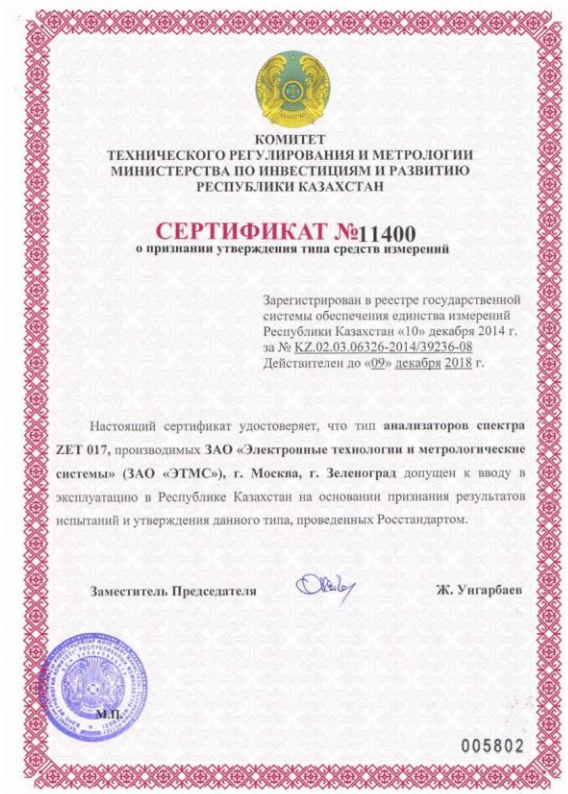 КОМИТЕТ
ТЕХНИЧЕСКОГО РЕГУЛИРОВАНИЯ И МЕТРОЛОГИИ
МИНИСТЕРСТВА ПО ИНВЕСТИЦИЯМ И РАЗВИТИЮ
РЕСПУБЛИКИ КАЗАХСТАН
СЕРТИФИКАТ №11400
о признании утверждения типа средств измерений
Зарегистрирован в реестре государственной
системы обеспечения единства измерений
Республики Казахстан «10» декабря 2014 г.
за № KZ.02.03.06326-2014/39236-08
Действителен до «09» декабря 2018 г.
Настоящий сертификат удостоверяет, что тип анализаторов спектра
ZET 017, производимых ЗАО «Электронные технологии и метрологические
системы» (ЗАО «ЭТМС»), г. Москва, г. Зеленоград допущен к вводу в
эксплуатацию в Республике Казахстан на основании признания результатов
испытаний и утверждения данного типа, проведенных Росстандартом.
Заместитель Председателя Ж. Унгарбаев
М.П.
005802